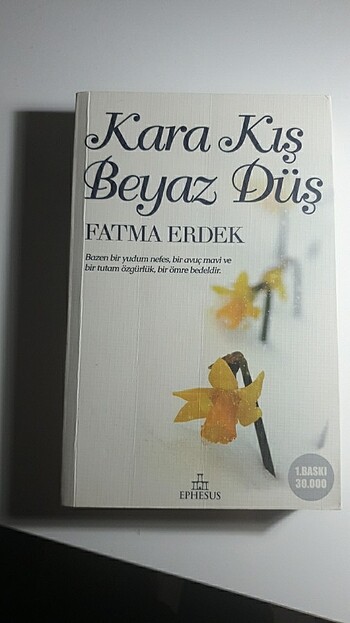 Kara Kış
Beyaz Düş
FATMA ERDEK
Bazen bir yudum nefes, bir avuç mavi ve
bir tutam özgürlük, bir ömre bedeldir.
1.BASKI
30.000
EPHESUS